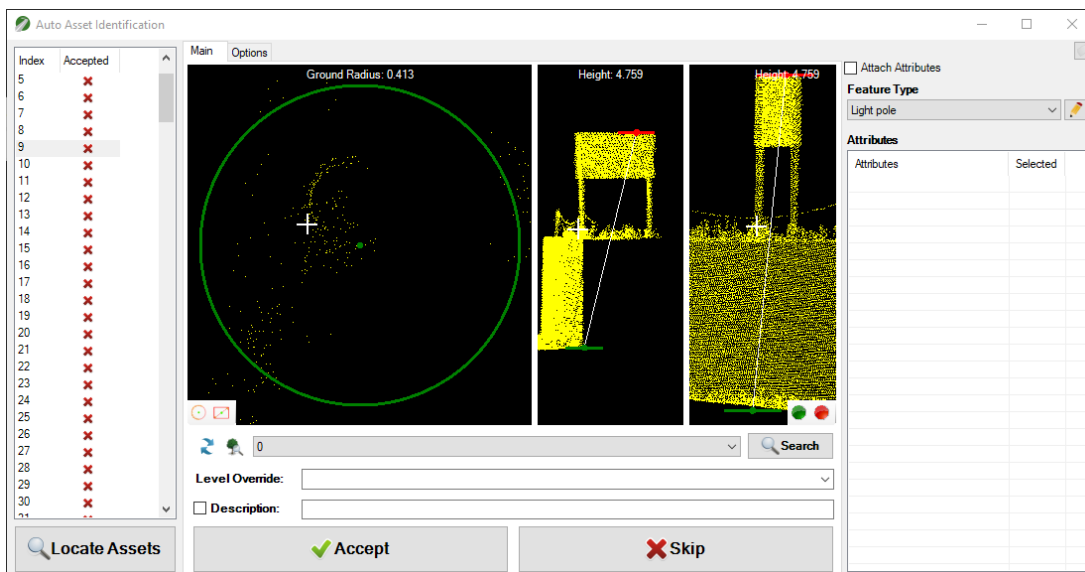 Auto Asset Identification
Index Accepted
5
6
7
8
9
10
11
12
13
14
15
16
17
18
19
20
21
22
23
24
25
26
27
28
29
30
Locate Assets
Main Options
Ground Radius: 0.413
Height: 4.759
Height: 4.759
0
Search
Level Override:
Description:
Accept
Skip
Attach Attributes
Feature Type
Light pole
Attributes
Attributes Selected